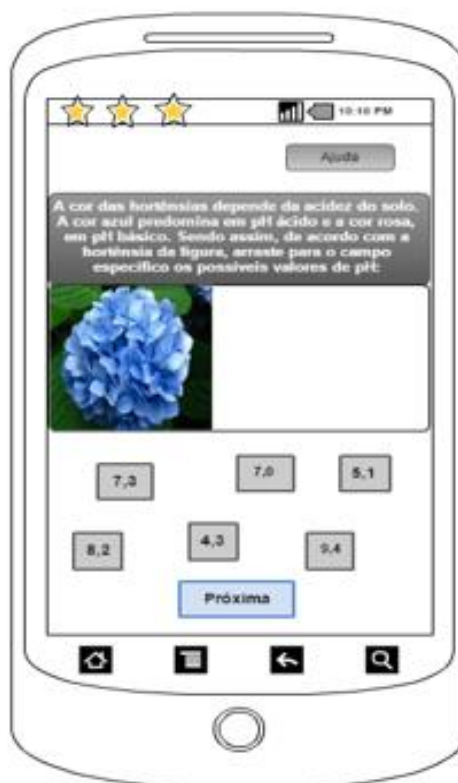 10:10 PM
Ajuda
A cor das hortênsias depende da acidez do solo.
A cor azul predomina em pH ácido e a cor rosa,
em pH básico. Sendo assim, de acordo com a
hortênsia da figura, arraste para o campo
específico os possíveis valores de pH:
7,3
7,0
5,1
8,2
4,3
9,4
Próxima